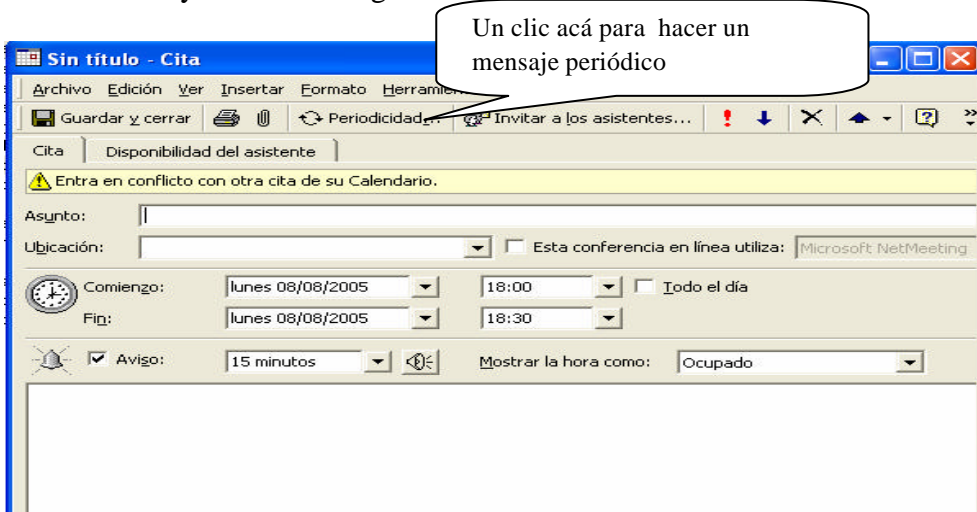 Un clic acá para hacer un
mensaje periódico
Sin título - Cita
Archivo Edición Ver Insertar Formato
Guardar y cerrar Periodicidad... Invitar a los asistentes...
Cita Disponibilidad del asistente
Entra en conflicto con otra cita de su Calendario.
Asunto:
Ubicación: Esta conferencia en línea utiliza: Microsoft NetMeeting
Comienzo: lunes 08/08/2005 18:00 Todo el día
Fin: lunes 08/08/2005 18:30
Aviso: 15 minutos Mostrar la hora como: Ocupado